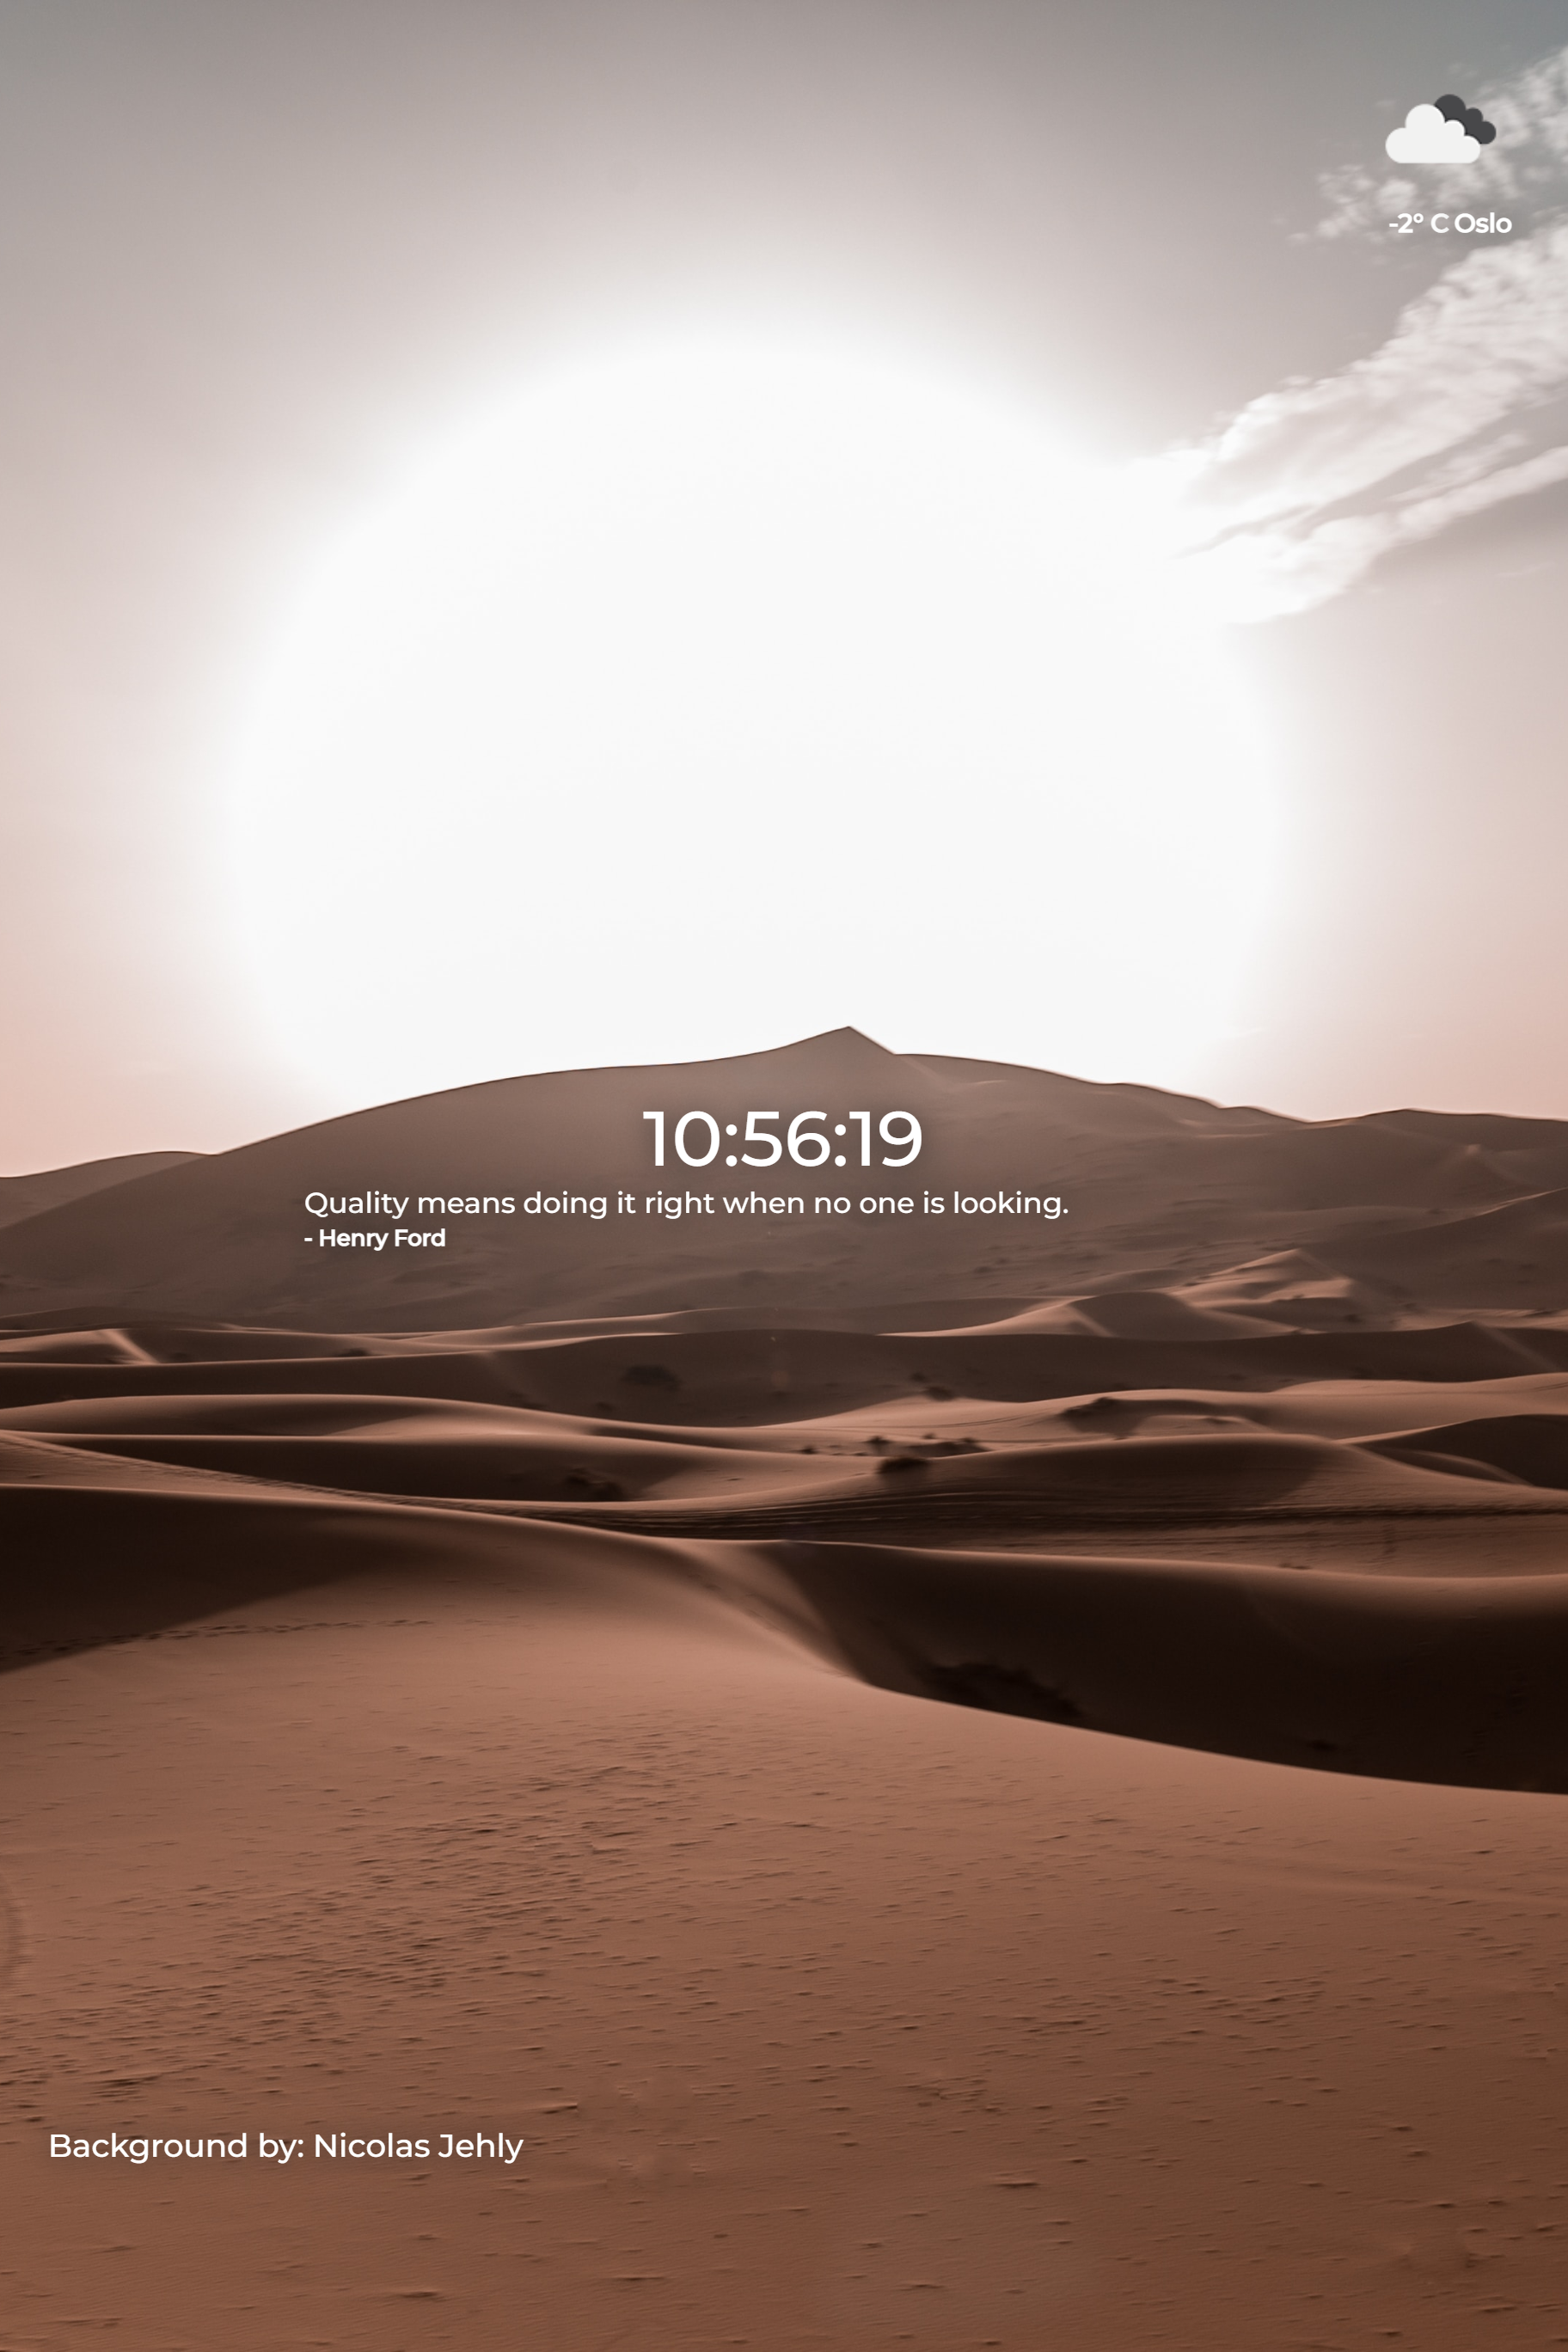 -2° C Oslo
10:56:19
Quality means doing it right when no one is looking.
- Henry Ford
Background by: Nicolas Jehly